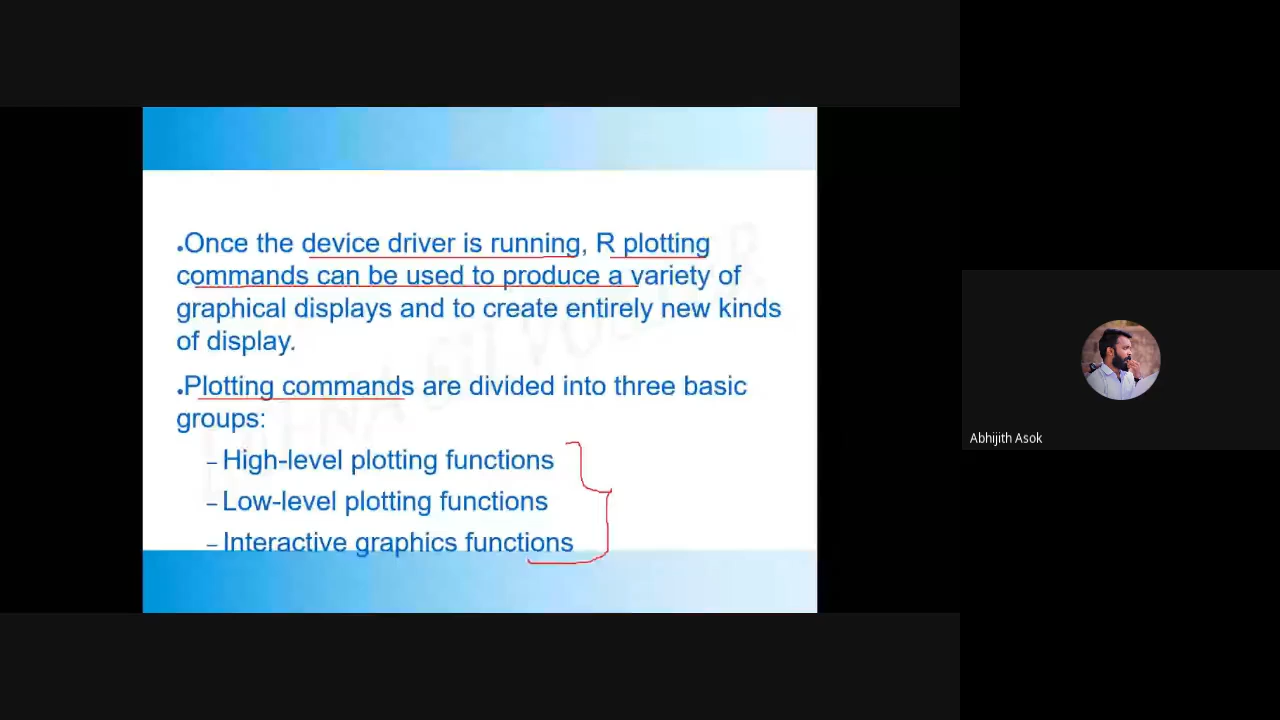 •Once the device driver is running, R plotting
commands can be used to produce a variety of
graphical displays and to create entirely new kinds
of display.
•Plotting commands are divided into three basic
groups:
– High-level plotting functions
– Low-level plotting functions
– Interactive graphics functions
Abhijith Asok